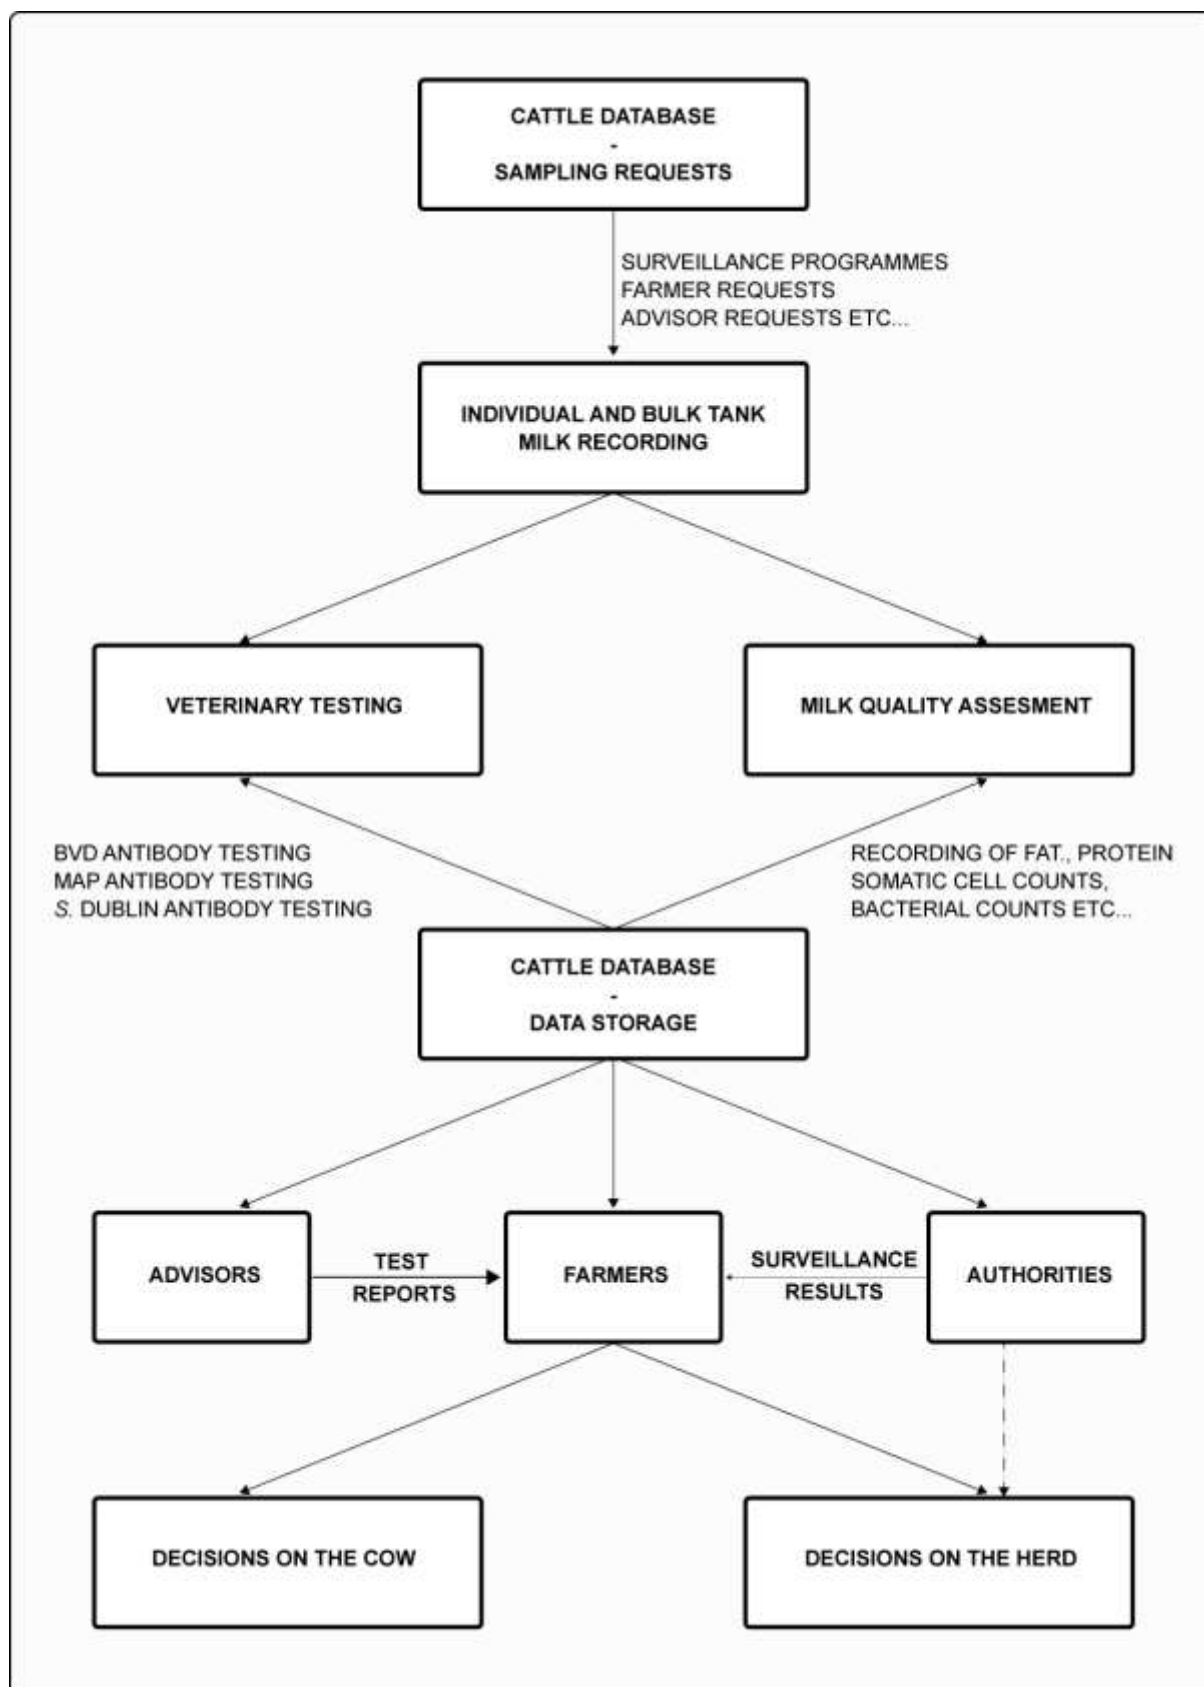 CATTLE DATABASE
-
SAMPLING REQUESTS
SURVEILLANCE PROGRAMMES
FARMER REQUESTS
ADVISOR REQUESTS ETC...
INDIVIDUAL AND BULK TANK
MILK RECORDING
VETERINARY TESTING
MILK QUALITY ASSESMENT
BVD ANTIBODY TESTING
MAP ANTIBODY TESTING
S. DUBLIN ANTIBODY TESTING
RECORDING OF FAT., PROTEIN
SOMATIC CELL COUNTS,
BACTERIAL COUNTS ETC...
CATTLE DATABASE
-
DATA STORAGE
ADVISORS
TEST
REPORTS
FARMERS
SURVEILLANCE
RESULTS
AUTHORITIES
DECISIONS ON THE COW
DECISIONS ON THE HERD